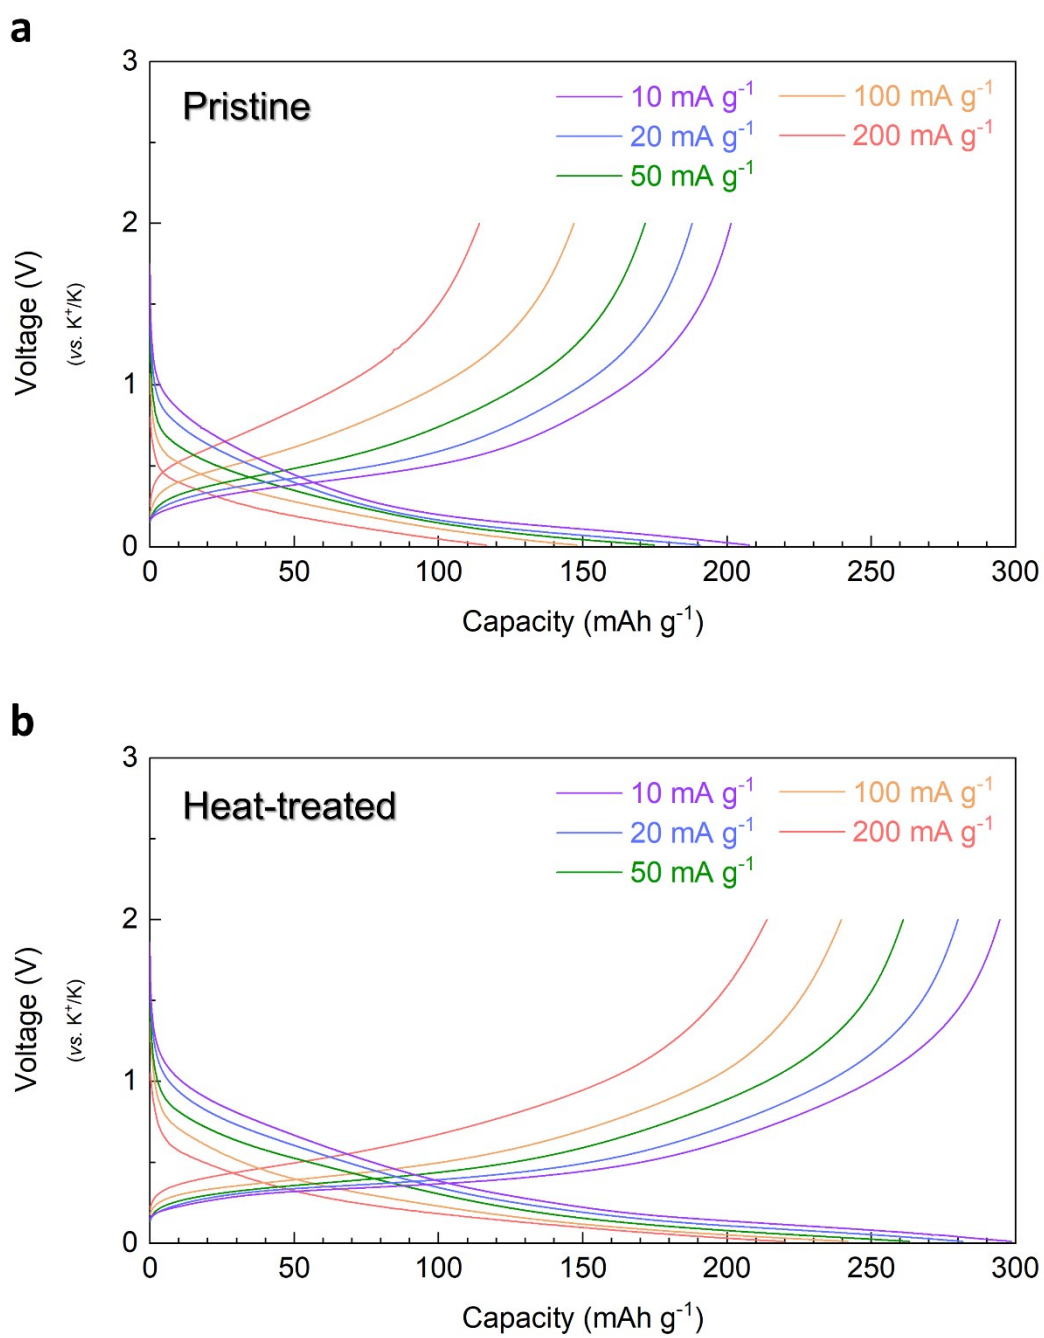 a
Pristine
10 mA g⁻¹
100 mA g⁻¹
20 mA g⁻¹
200 mA g⁻¹
50 mA g⁻¹
3
2
1
0
Voltage (V)
(vs. K⁺/K)
0 50 100 150 200 250 300
Capacity (mAh g⁻¹)
b
Heat-treated
10 mA g⁻¹
100 mA g⁻¹
20 mA g⁻¹
200 mA g⁻¹
50 mA g⁻¹
3
2
1
0
Voltage (V)
(vs. K⁺/K)
0 50 100 150 200 250 300
Capacity (mAh g⁻¹)